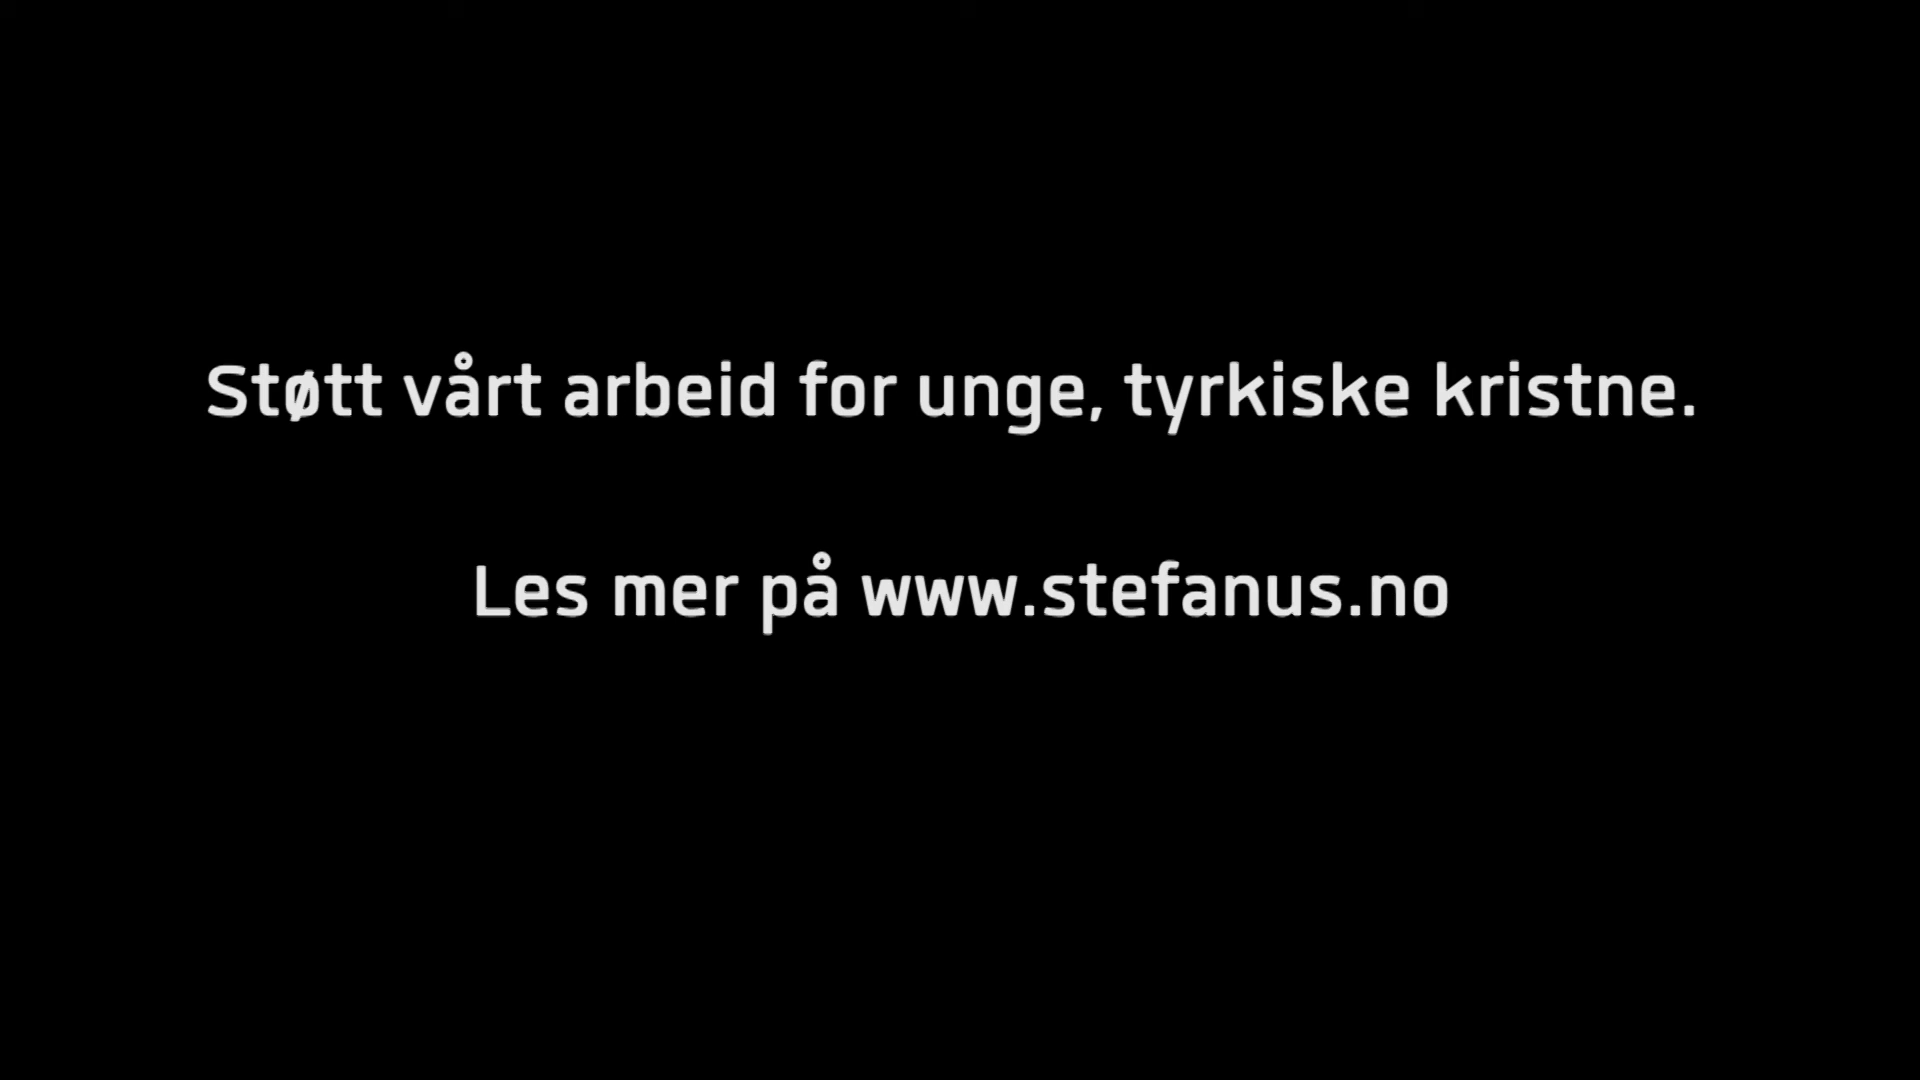 Støtt vårt arbeid for unge, tyrkiske kristne.
Les mer på www.stefanus.no